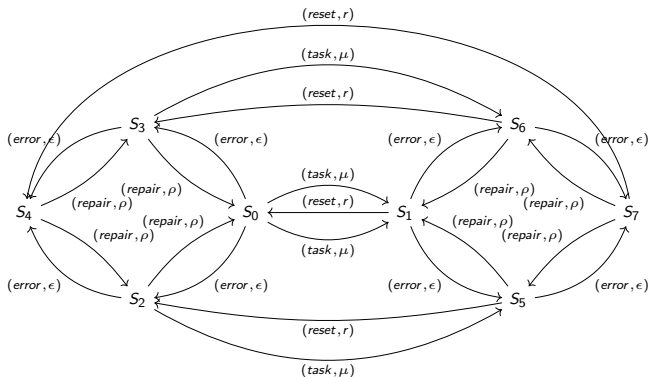 (reset, r)
(task, μ)
(reset, r)
S₃
S₆
(error, ϵ)
(error, ϵ)
(error, ϵ)
(error, ϵ)
(task, μ)
(repair, ρ)
(repair, ρ)
(repair, ρ)
(repair, ρ)
S₄
S₀
(reset, r)
S₁
S₇
(repair, ρ)
(repair, ρ)
(repair, ρ)
(repair, ρ)
(task, μ)
(error, ϵ)
(error, ϵ)
(error, ϵ)
(error, ϵ)
S₂
S₅
(reset, r)
(task, μ)